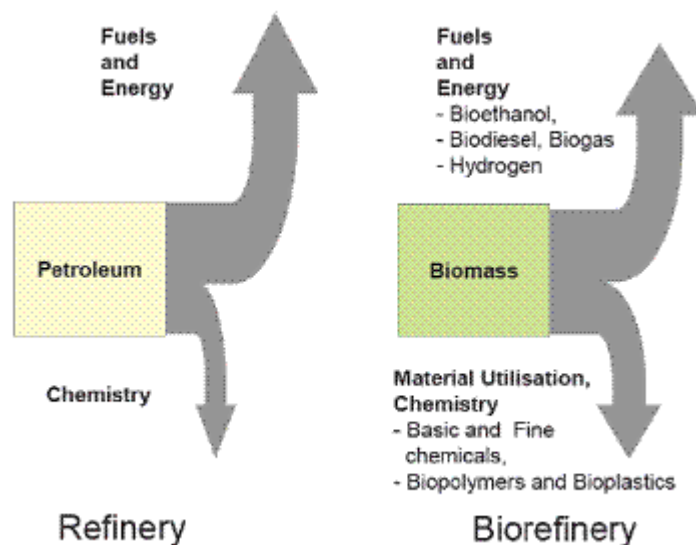 Fuels
and
Energy
Petroleum
Chemistry
Refinery
Fuels
and
Energy
- Bioethanol,
- Biodiesel, Biogas
- Hydrogen
Biomass
Material Utilisation,
Chemistry
- Basic and Fine
chemicals,
- Biopolymers and Bioplastics
Biorefinery